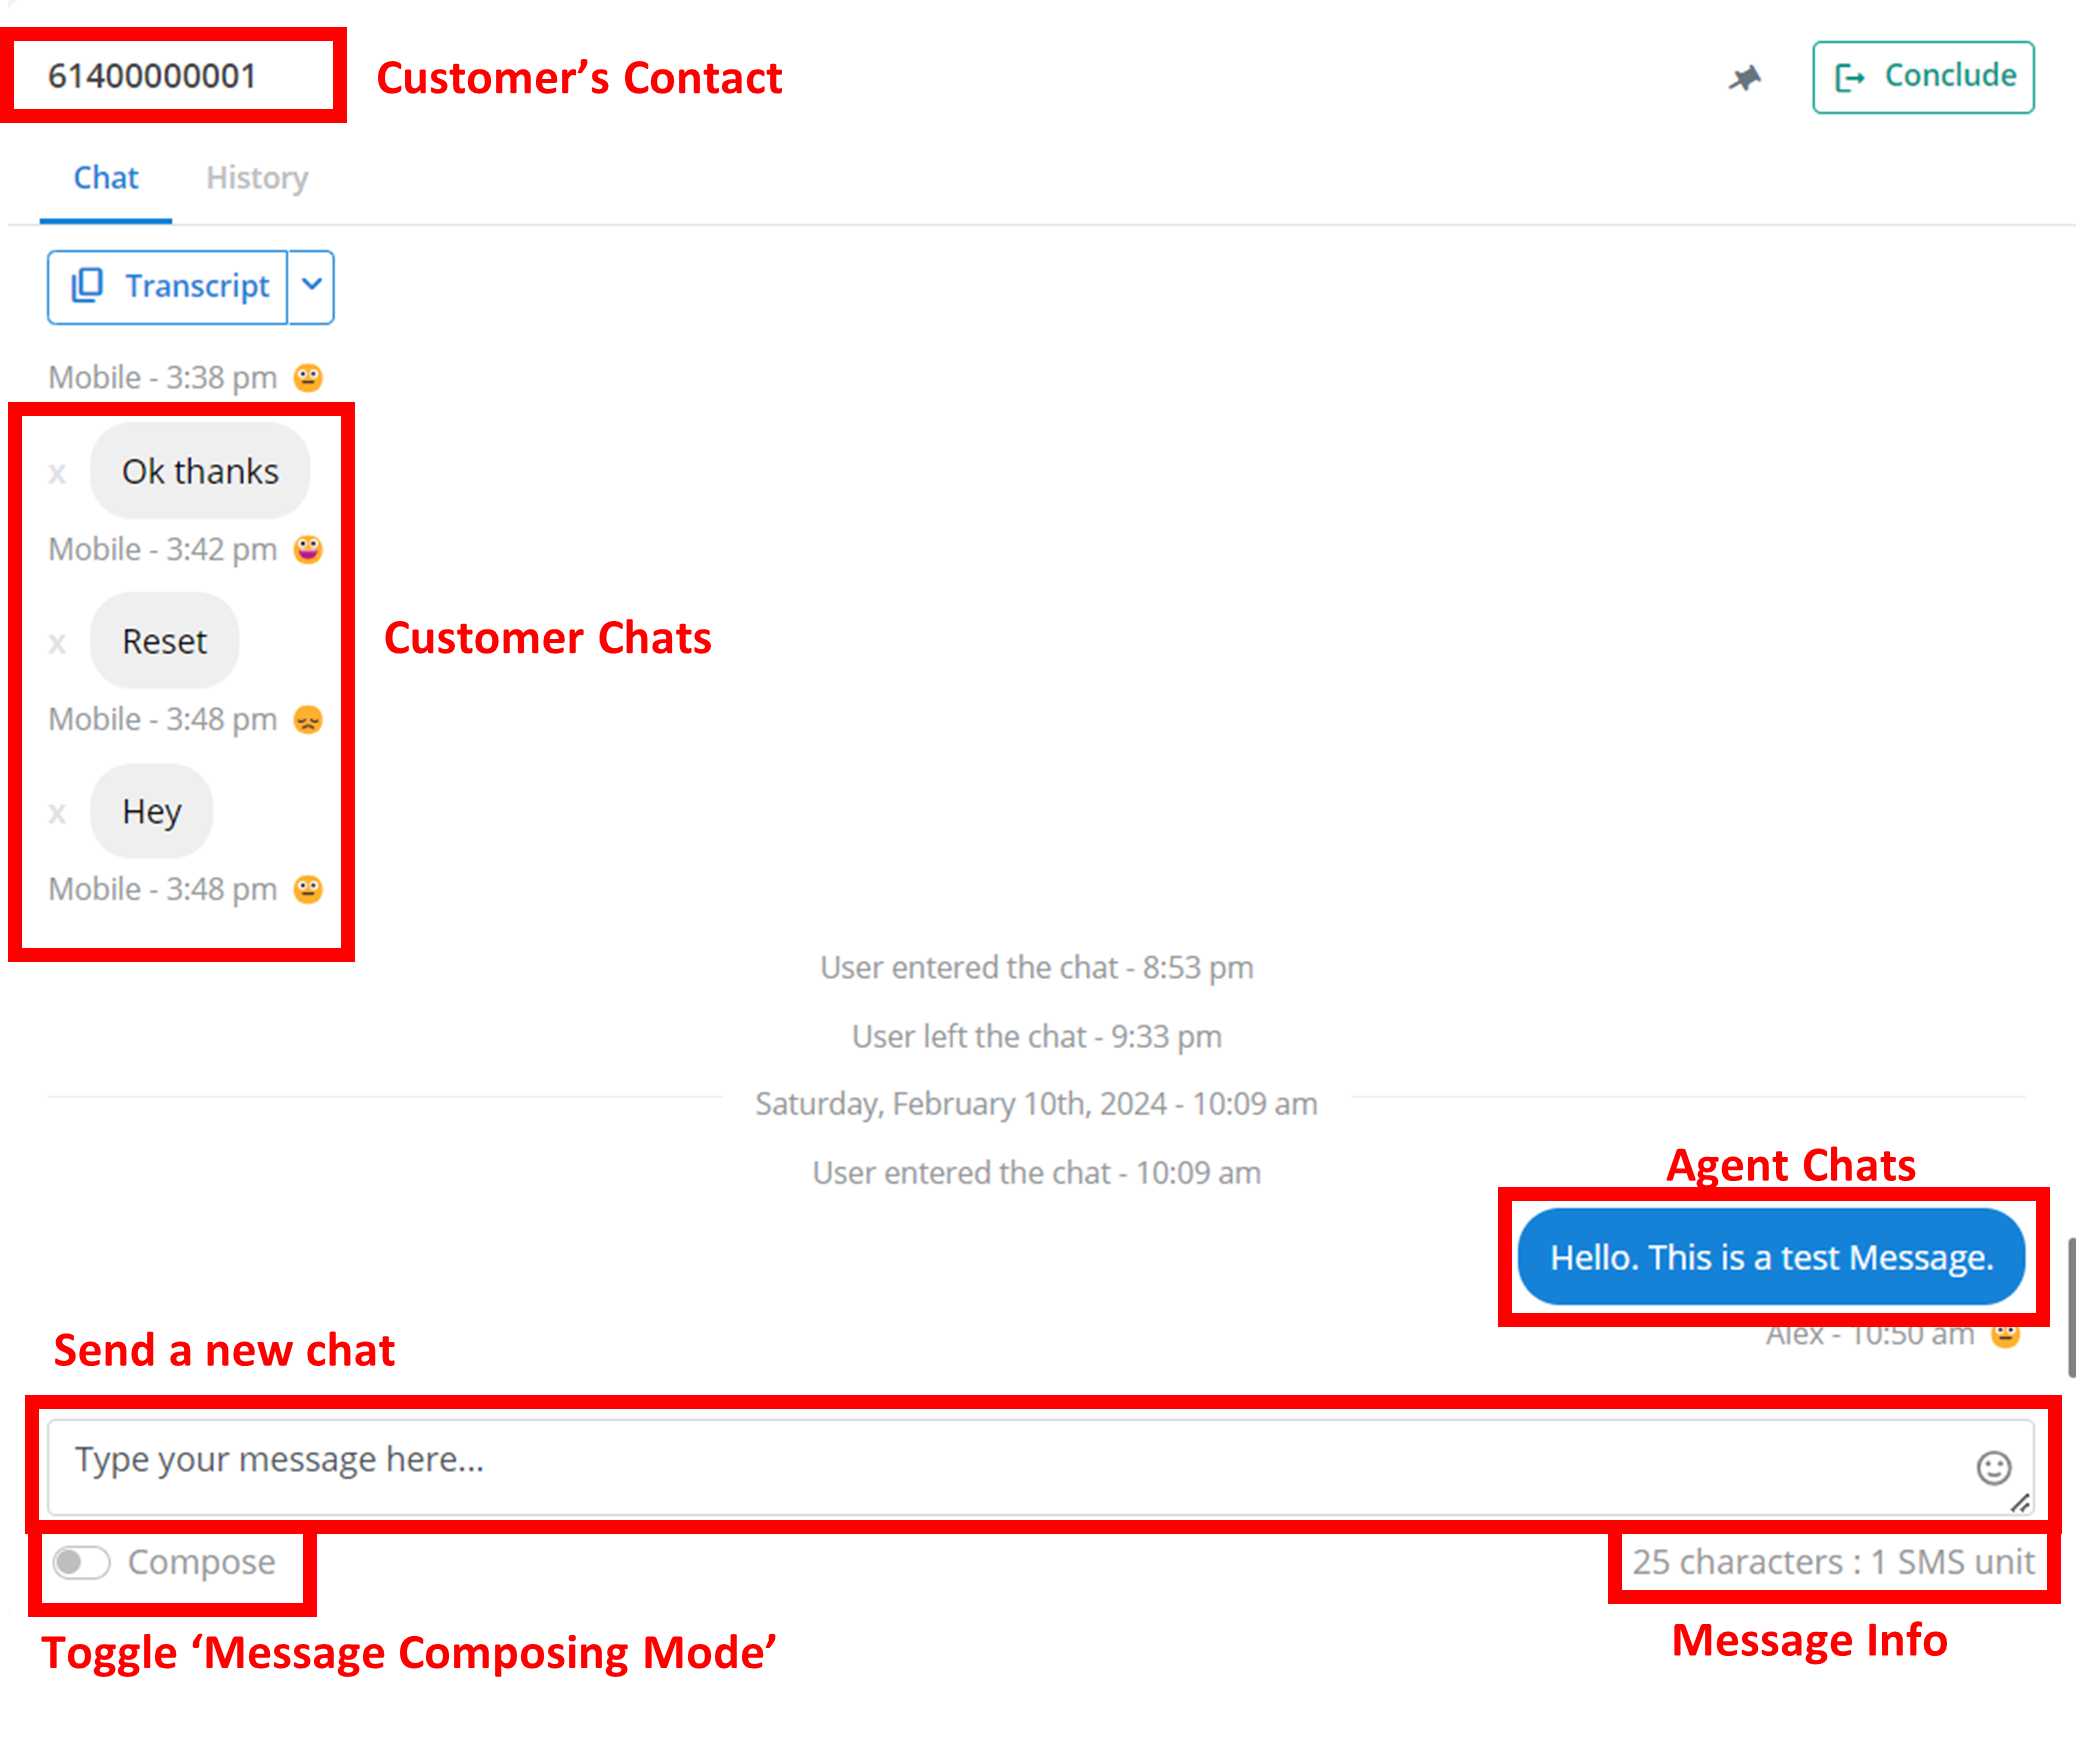 61400000001
Customer’s Contact
Conclude
Chat
History
Transcript
Mobile - 3:38 pm
x
Ok thanks
Mobile - 3:42 pm
x
Reset
Customer Chats
Mobile - 3:48 pm
x
Hey
Mobile - 3:48 pm
User entered the chat - 8:53 pm
User left the chat - 9:33 pm
Saturday, February 10th, 2024 - 10:09 am
User entered the chat - 10:09 am
Agent Chats
Hello. This is a test Message.
Alex - 10:50 am
Send a new chat
Type your message here...
Compose
25 characters : 1 SMS unit
Toggle ‘Message Composing Mode’
Message Info